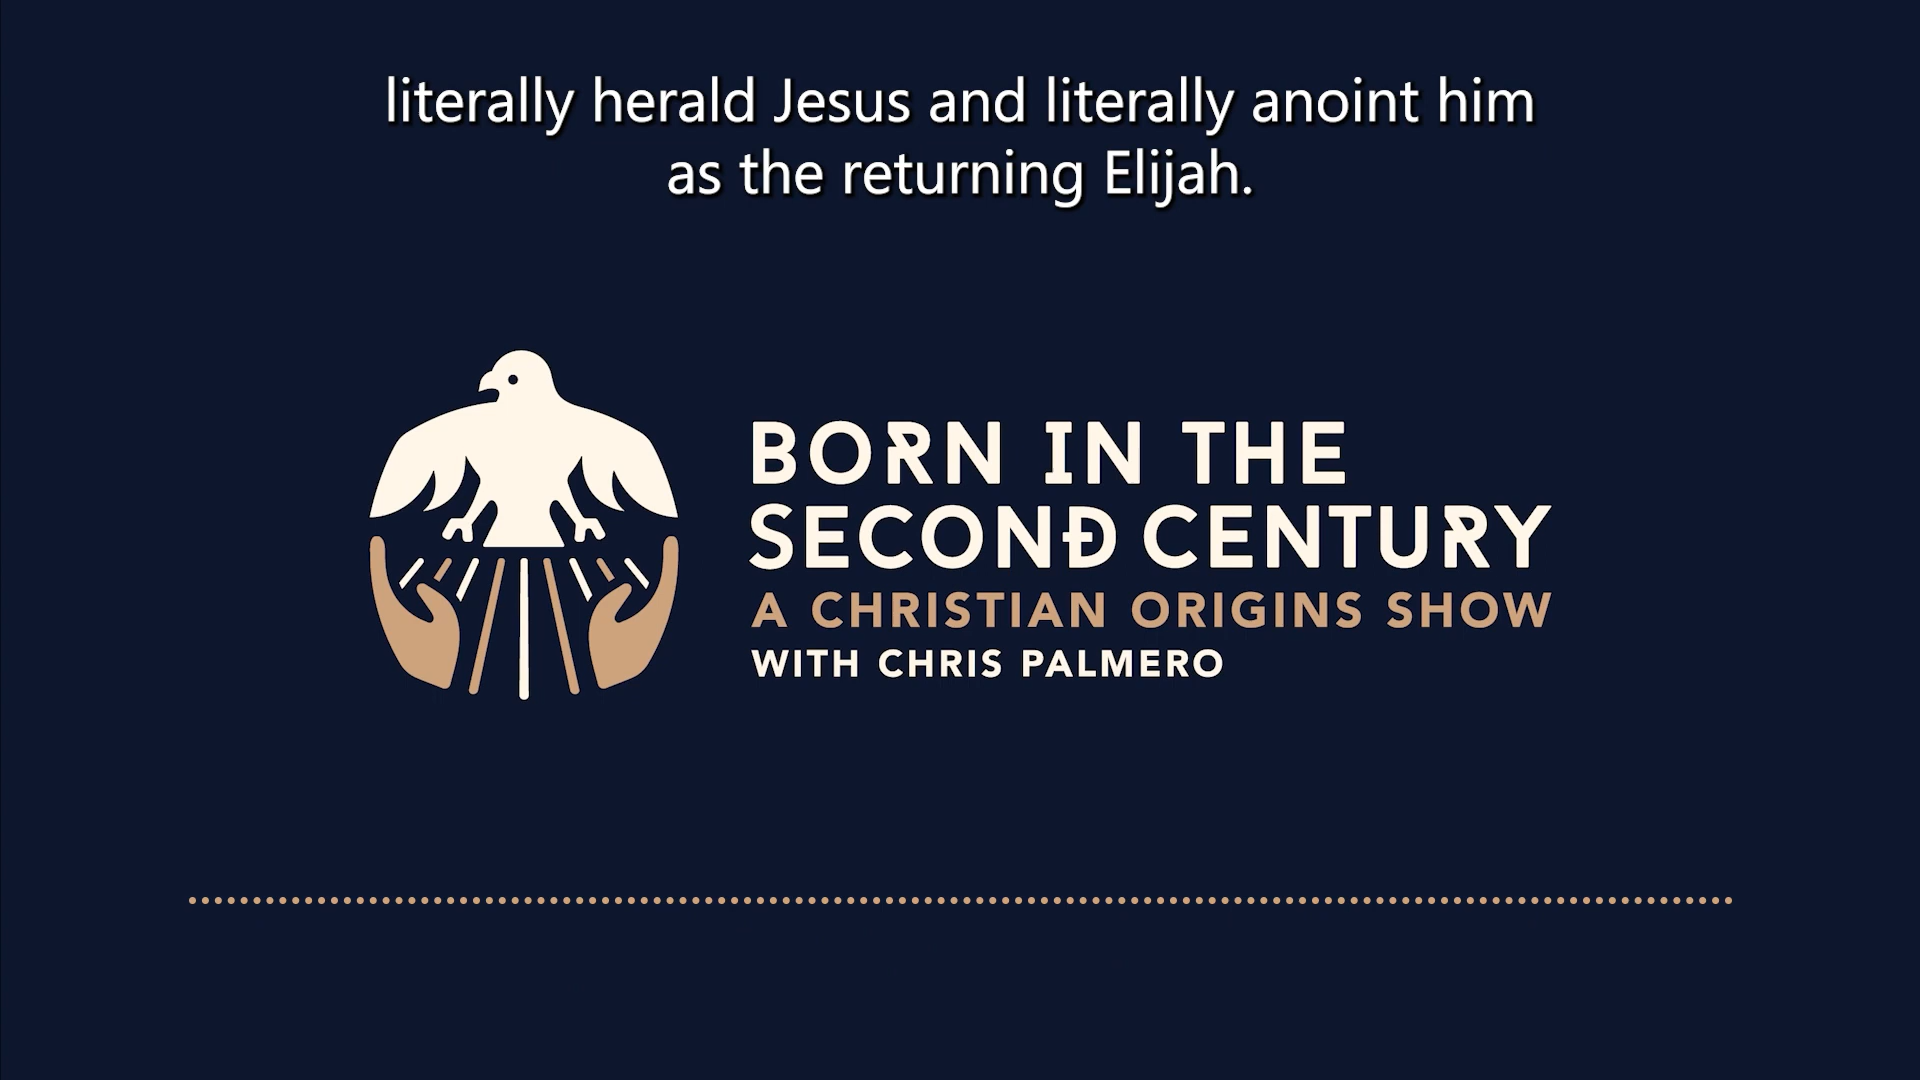 literally herald Jesus and literally anoint him
as the returning Elijah.
BORN IN THE
SECOND CENTURY
A CHRISTIAN ORIGINS SHOW
WITH CHRIS PALMERO